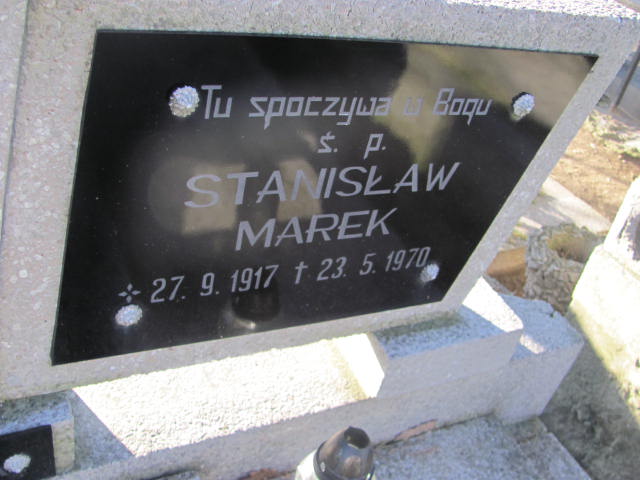 Tu spoczywa w Bogu
ś. p.
STANISŁAW
MAREK
27. 9. 1917 † 23. 5. 1970